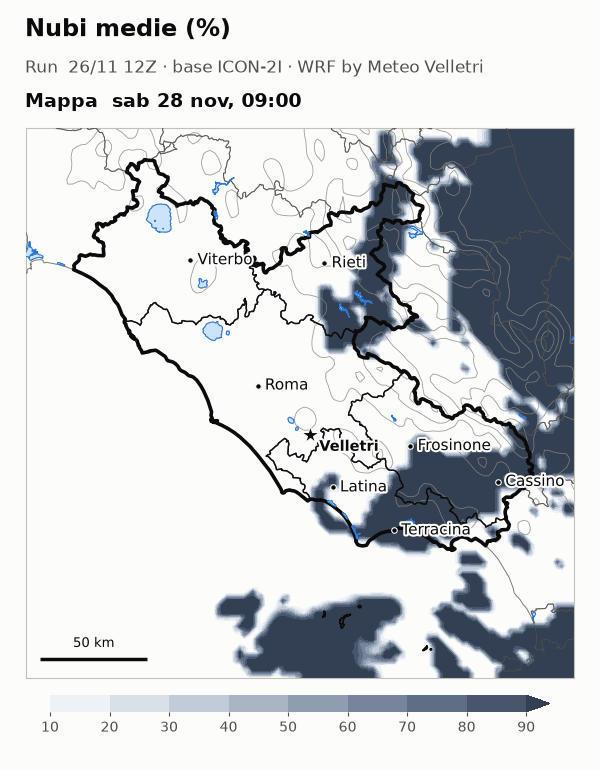 Nubi medie (%)
Run  26/11 12Z · base ICON-2I · WRF by Meteo Velletri
Mappa  sab 28 nov, 09:00
Viterbo
Rieti
Roma
Velletri
Frosinone
Latina
Cassino
Terracina
50 km
10 20 30 40 50 60 70 80 90